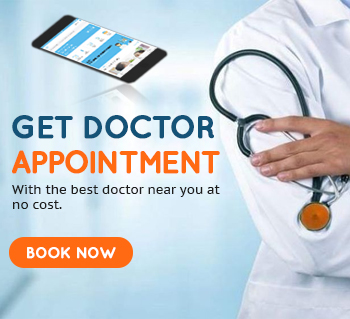 GET DOCTOR
APPOINTMENT
With the best doctor near you at
no cost.
BOOK NOW